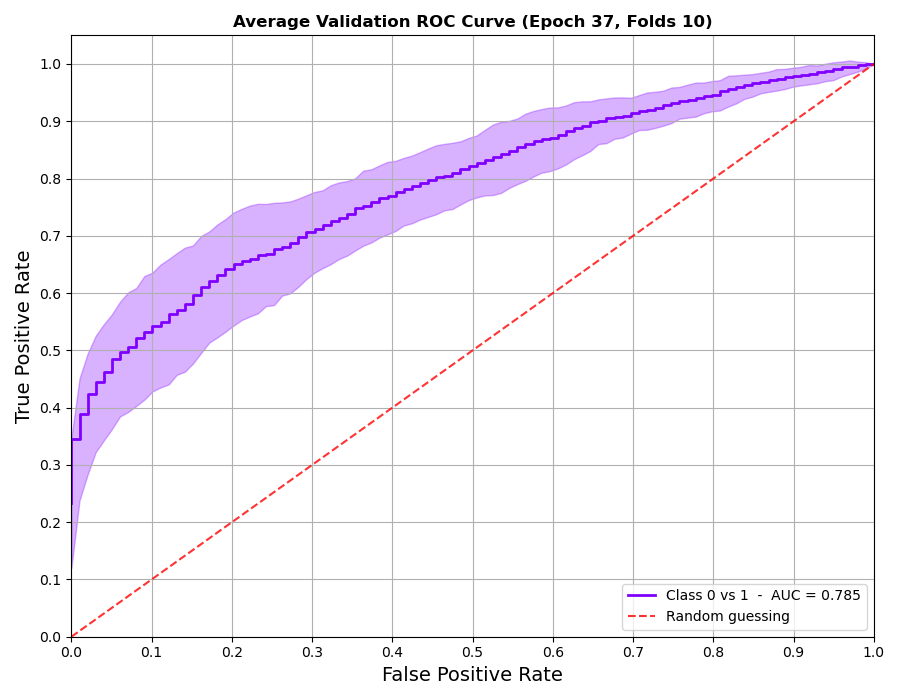 Average Validation ROC Curve (Epoch 37, Folds 10)
True Positive Rate
1.0
0.9
0.8
0.7
0.6
0.5
0.4
0.3
0.2
0.1
0.0
Class 0 vs 1 - AUC = 0.785
Random guessing
0.0 0.1 0.2 0.3 0.4 0.5 0.6 0.7 0.8 0.9 1.0
False Positive Rate